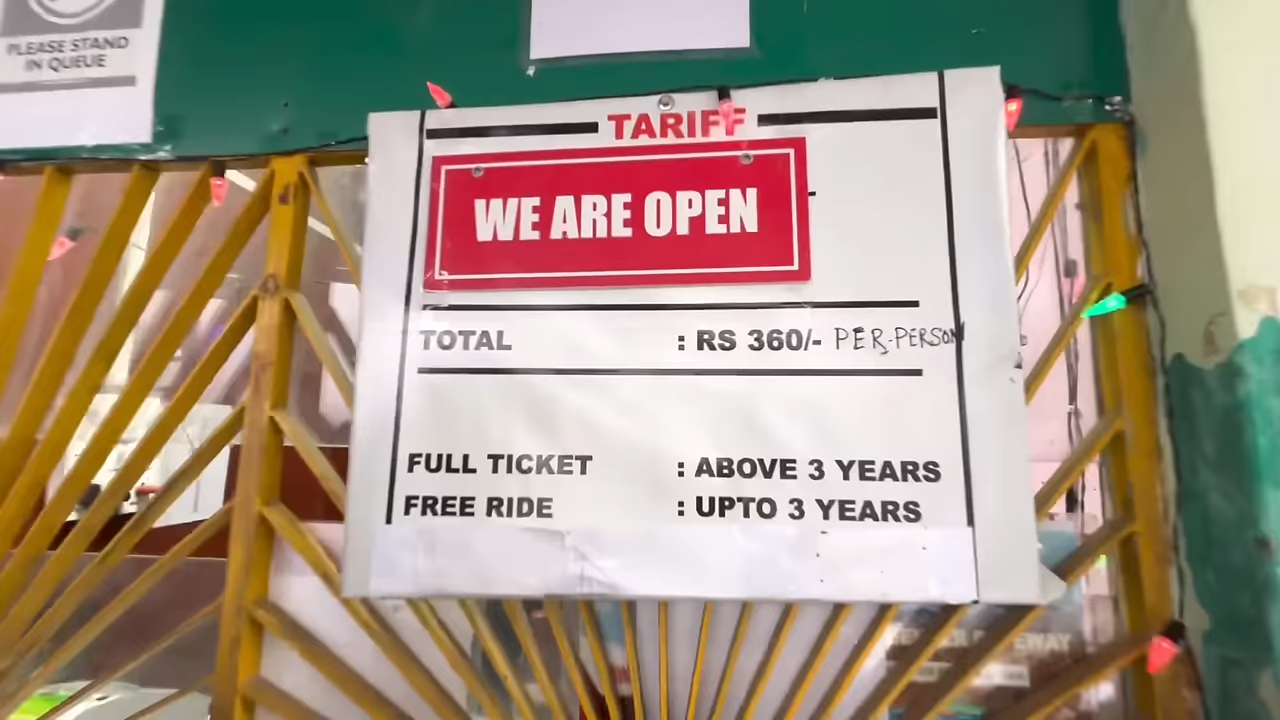 PLEASE STAND
IN QUEUE
TARIFF
WE ARE OPEN
TOTAL : RS 360/- PER-PERSON
FULL TICKET : ABOVE 3 YEARS
FREE RIDE : UPTO 3 YEARS